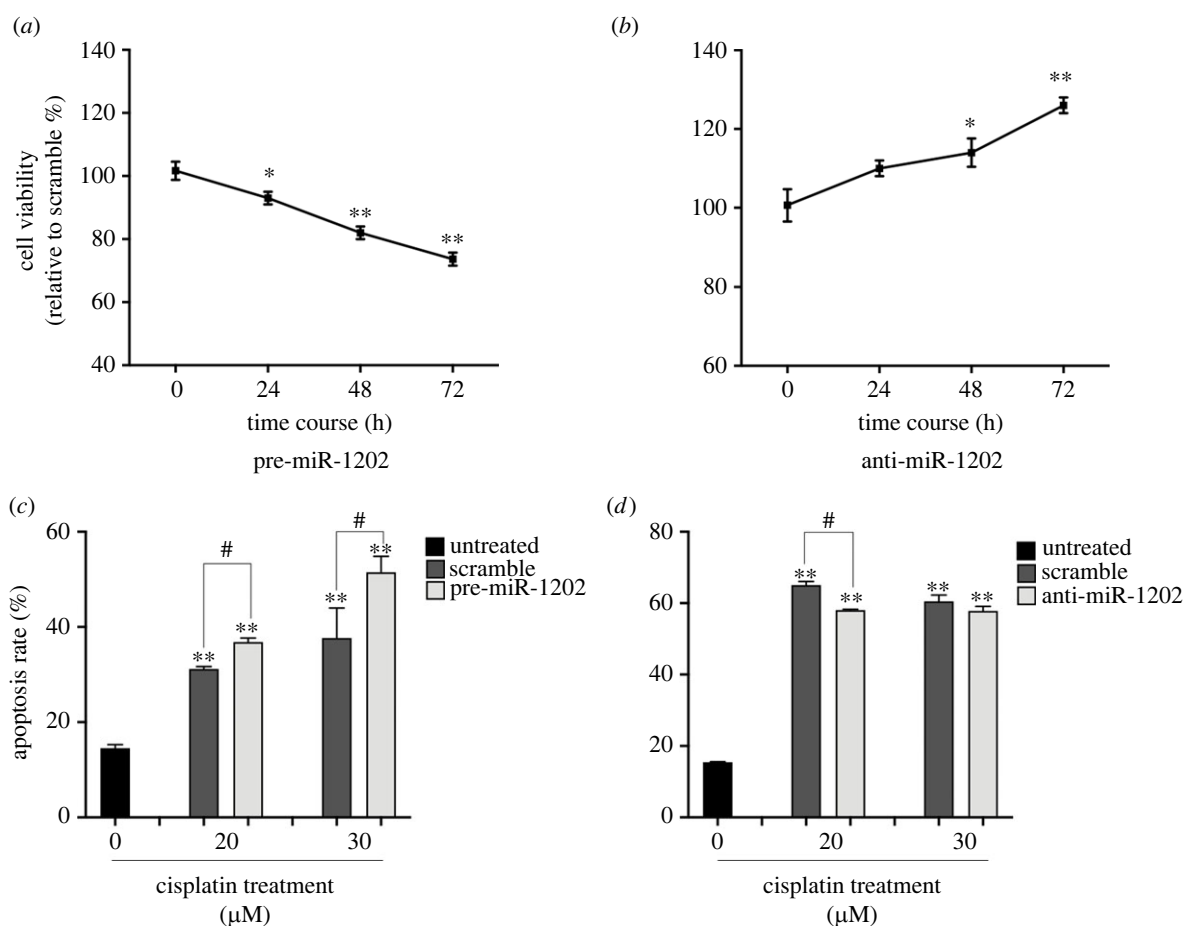 (a)
140
120
100
80
60
40
cell viability
(relative to scramble %)
*
**
**
0 24 48 72
time course (h)
pre-miR-1202
(b)
140
120
100
80
60
*
**
0 24 48 72
time course (h)
anti-miR-1202
(c)
60
40
20
0
apoptosis rate (%)
#
#
**
**
**
**
untreated
scramble
pre-miR-1202
0 20 30
cisplatin treatment
(µM)
(d)
80
60
40
20
0
#
**
**
**
**
untreated
scramble
anti-miR-1202
0 20 30
cisplatin treatment
(µM)